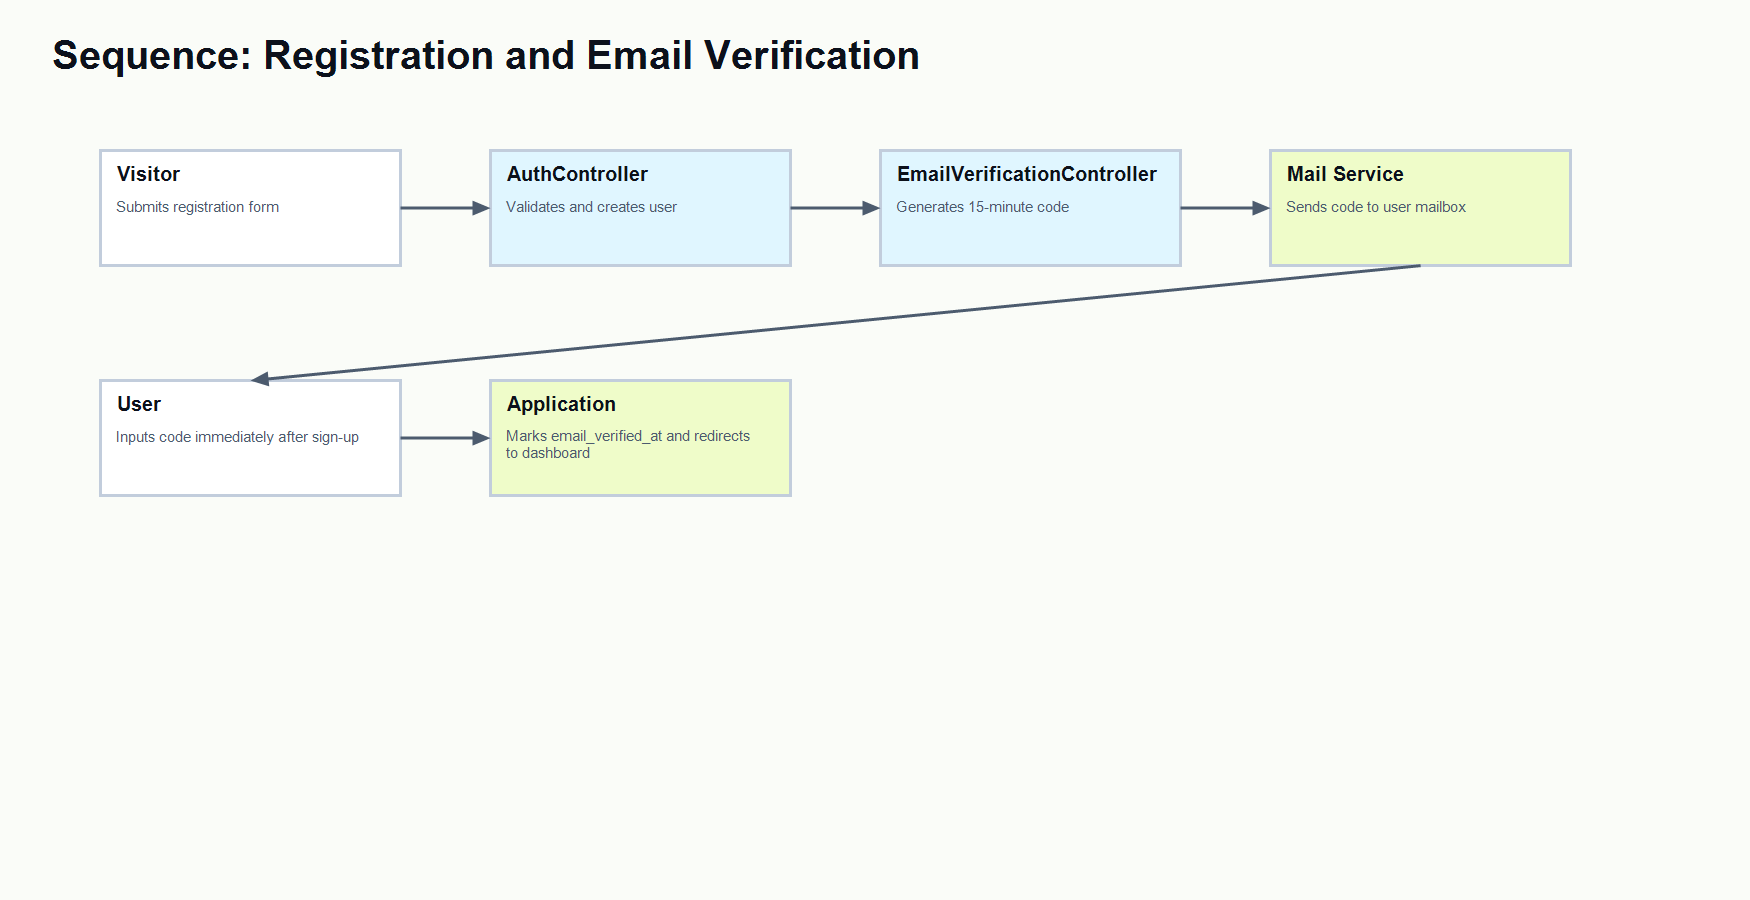 Sequence: Registration and Email Verification
Visitor
Submits registration form
AuthController
Validates and creates user
EmailVerificationController
Generates 15-minute code
Mail Service
Sends code to user mailbox
User
Inputs code immediately after sign-up
Application
Marks email_verified_at and redirects
to dashboard